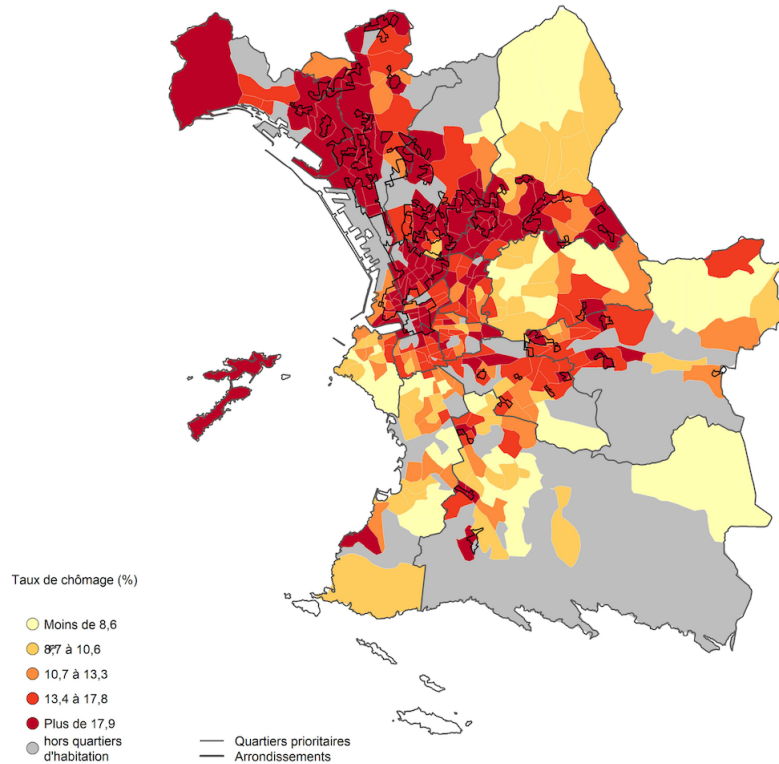 Taux de chômage (%)
Moins de 8,6
8,7 à 10,6
10,7 à 13,3
13,4 à 17,8
Plus de 17,9
hors quartiers
d'habitation
Quartiers prioritaires
Arrondissements